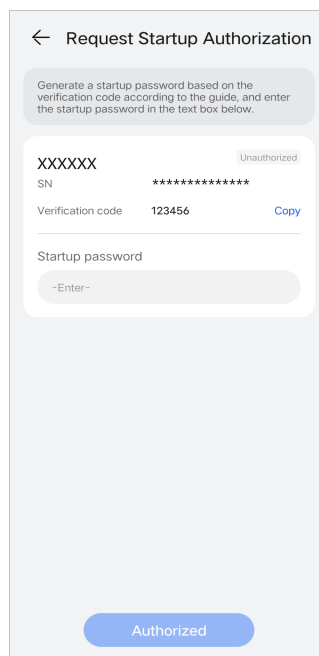 Request Startup Authorization
Generate a startup password based on the
verification code according to the guide, and enter
the startup password in the text box below.
XXXXXX
Unauthorized
SN **************
Verification code 123456 Copy
Startup password
-Enter-
Authorized